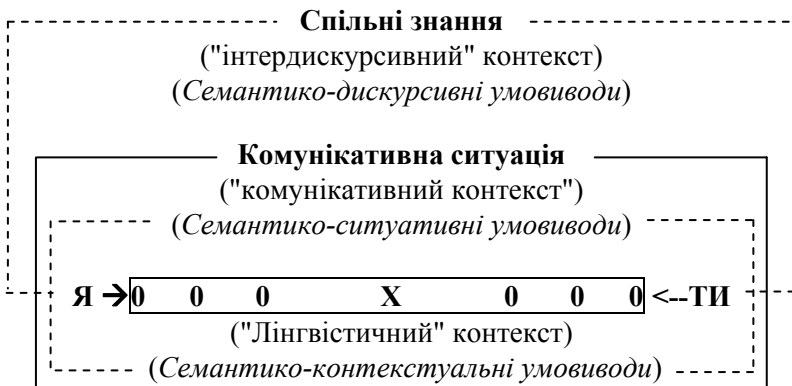 Спільні знання
("інтердискурсивний" контекст)
(Семантико-дискурсивні умовиводи)
Комунікативна ситуація
("комунікативний контекст")
(Семантико-ситуативні умовиводи)
Я → 0 0 0 Х 0 0 0 <--ТИ
("Лінгвістичний" контекст)
(Семантико-контекстуальні умовиводи)